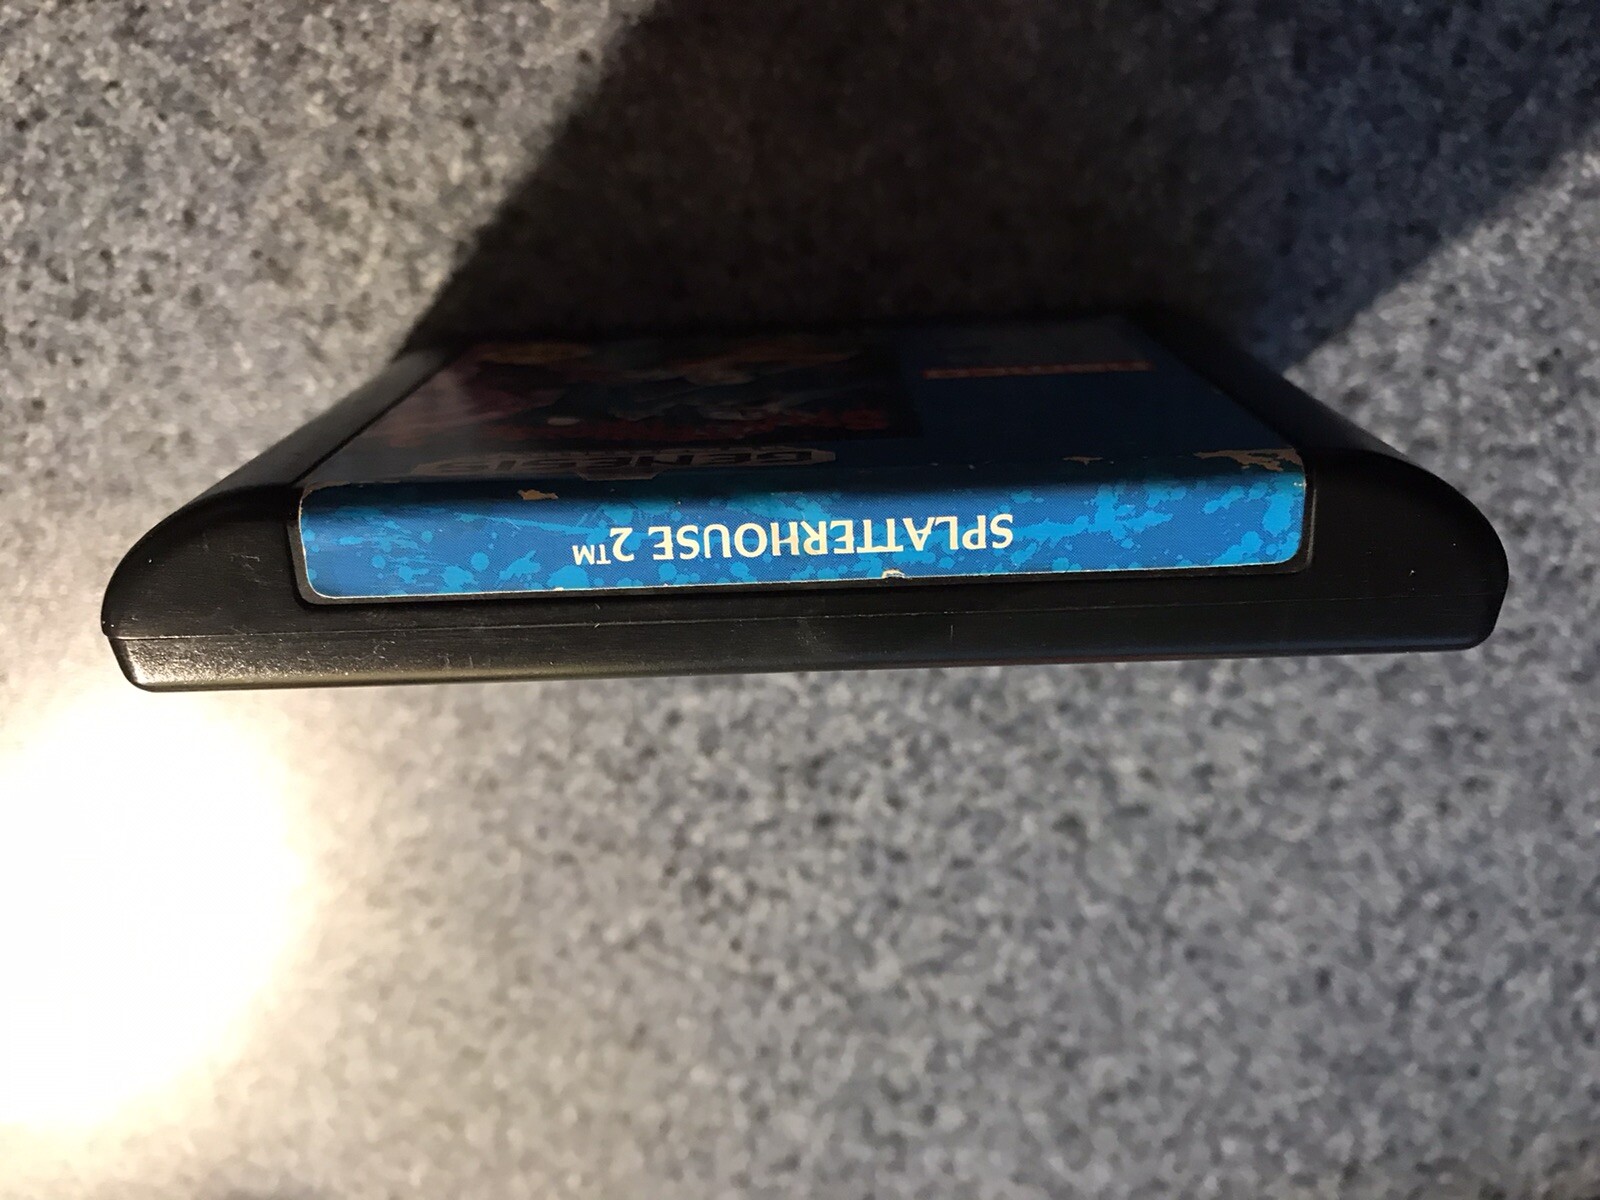 SPLATTERHOUSE 2™
GENESIS